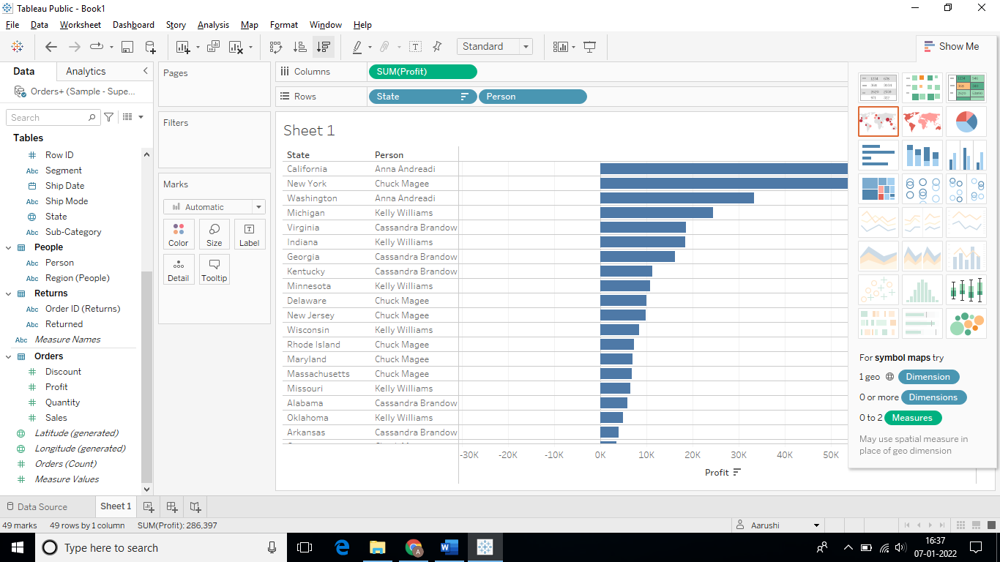 Tableau Public - Book1
File Data Worksheet Dashboard Story Analysis Map Format Window Help
Standard
Show Me
Data Analytics
Orders+ (Sample - Supe...
Search
Tables
Row ID
Abc Segment
Ship Date
Abc Ship Mode
State
Abc Sub-Category
People
Abc Person
Abc Region (People)
Returns
Abc Order ID (Returns)
Abc Returned
Abc Measure Names
Orders
Discount
Profit
Quantity
Sales
Latitude (generated)
Longitude (generated)
Orders (Count)
Measure Values
Pages
Filters
Marks
Automatic
Color Size Label
Detail Tooltip
Columns SUM(Profit)
Rows State Person
Sheet 1
State Person
California Anna Andreadi
New York Chuck Magee
Washington Anna Andreadi
Michigan Kelly Williams
Virginia Cassandra Brandow
Indiana Kelly Williams
Georgia Cassandra Brandow
Kentucky Cassandra Brandow
Minnesota Kelly Williams
Delaware Chuck Magee
New Jersey Chuck Magee
Wisconsin Kelly Williams
Rhode Island Chuck Magee
Maryland Chuck Magee
Massachusetts Chuck Magee
Missouri Kelly Williams
Alabama Cassandra Brandow
Oklahoma Kelly Williams
Arkansas Cassandra Brandow
-30K -20K -10K 0K 10K 20K 30K 40K 50K
Profit
For symbol maps try
1 geo Dimension
0 or more Dimensions
0 to 2 Measures
May use spatial measure in
place of geo dimension
Data Source Sheet 1
49 marks 49 rows by 1 column SUM(Profit): 286,397
Aarushi
Type here to search
16:37
07-01-2022